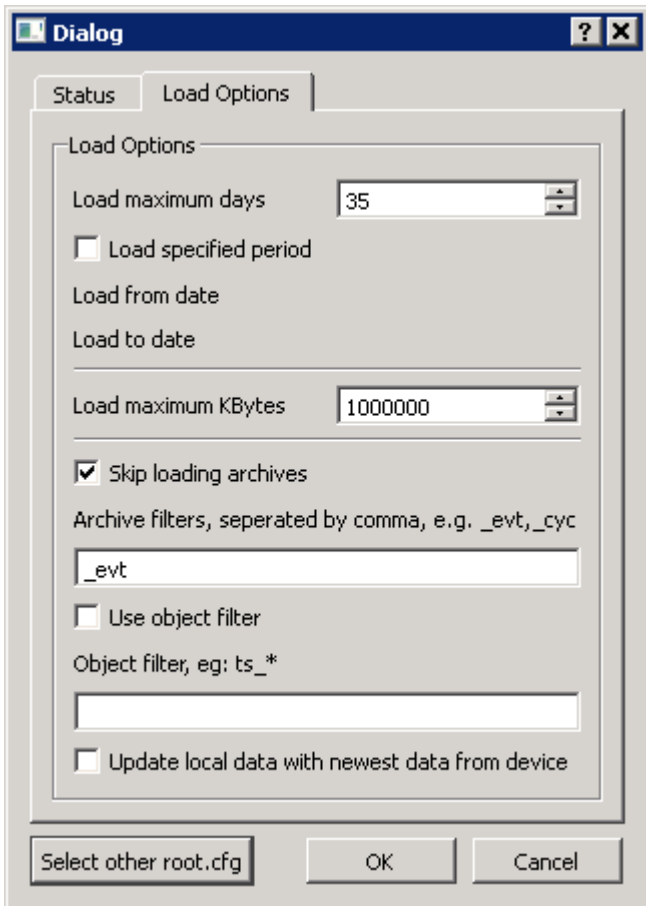 Dialog
Status
Load Options
Load Options
Load maximum days 35
Load specified period
Load from date
Load to date
Load maximum KBytes 1000000
Skip loading archives
Archive filters, seperated by comma, e.g. _evt,_cyc
_evt
Use object filter
Object filter, eg: ts_*
Update local data with newest data from device
Select other root.cfg OK Cancel